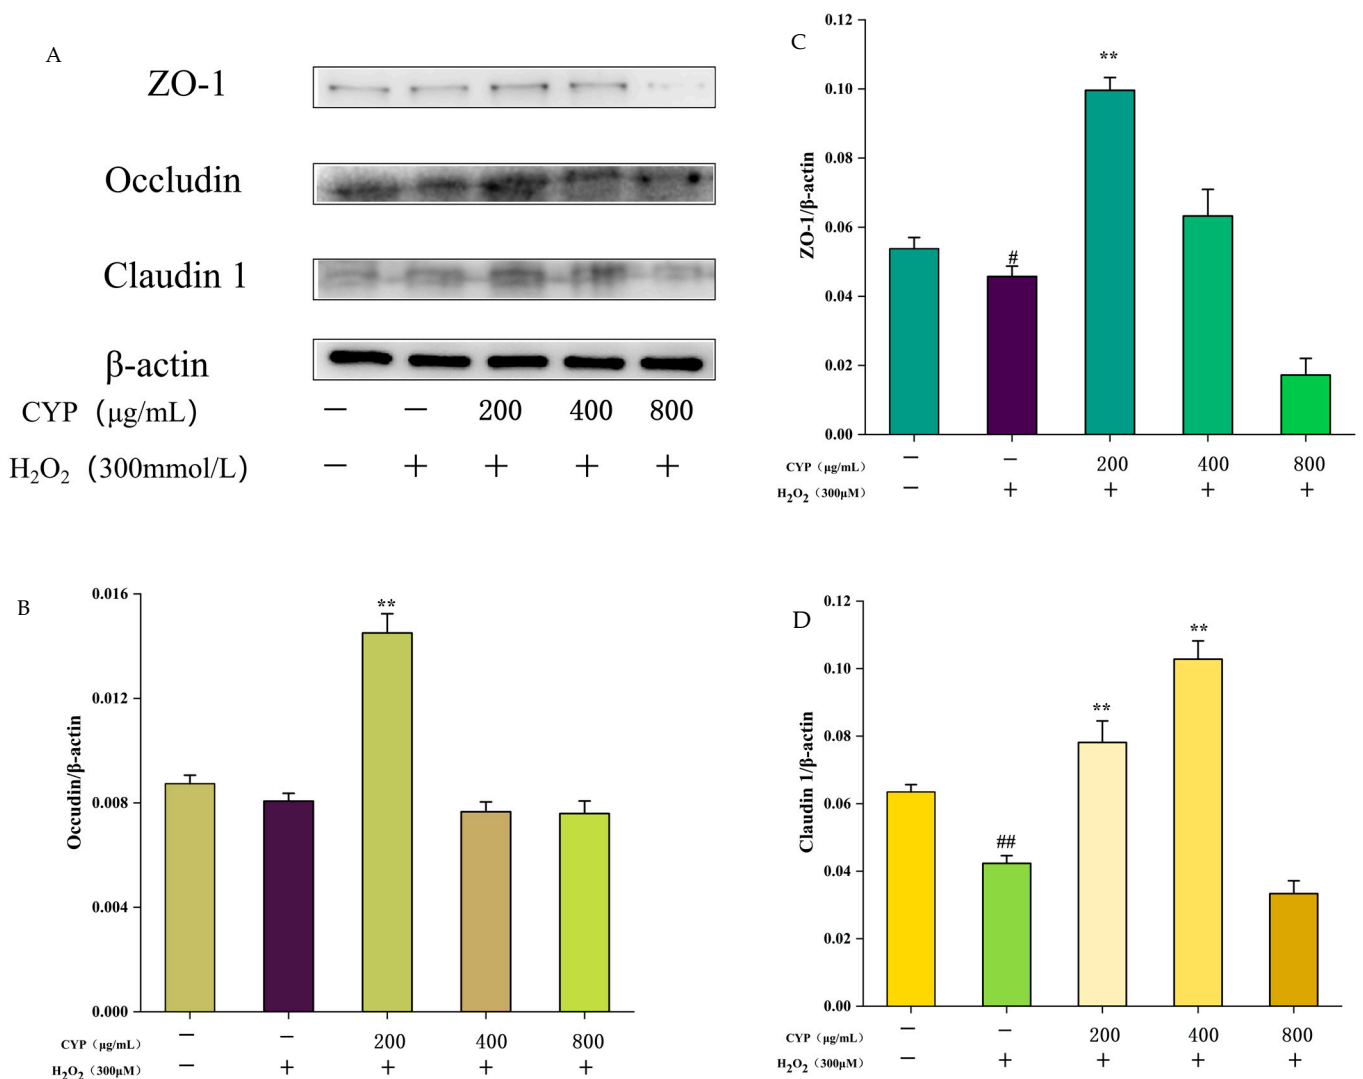 A
ZO-1
Occludin
Claudin 1
β-actin
CYP（μg/mL） — — 200 400 800
H₂O₂（300mmol/L） — + + + +
C
ZO-1/β-actin
0.12
0.10
0.08
0.06
0.04
0.02
0.00
#
**
CYP（μg/mL） — — 200 400 800
H₂O₂（300μM） — + + + +
B
Occudin/β-actin
0.016
0.012
0.008
0.004
0.000
**
CYP（μg/mL） — — 200 400 800
H₂O₂（300μM） — + + + +
D
Claudin 1/β-actin
0.12
0.10
0.08
0.06
0.04
0.02
0.00
##
**
**
CYP（μg/mL） — — 200 400 800
H₂O₂（300μM） — + + + +